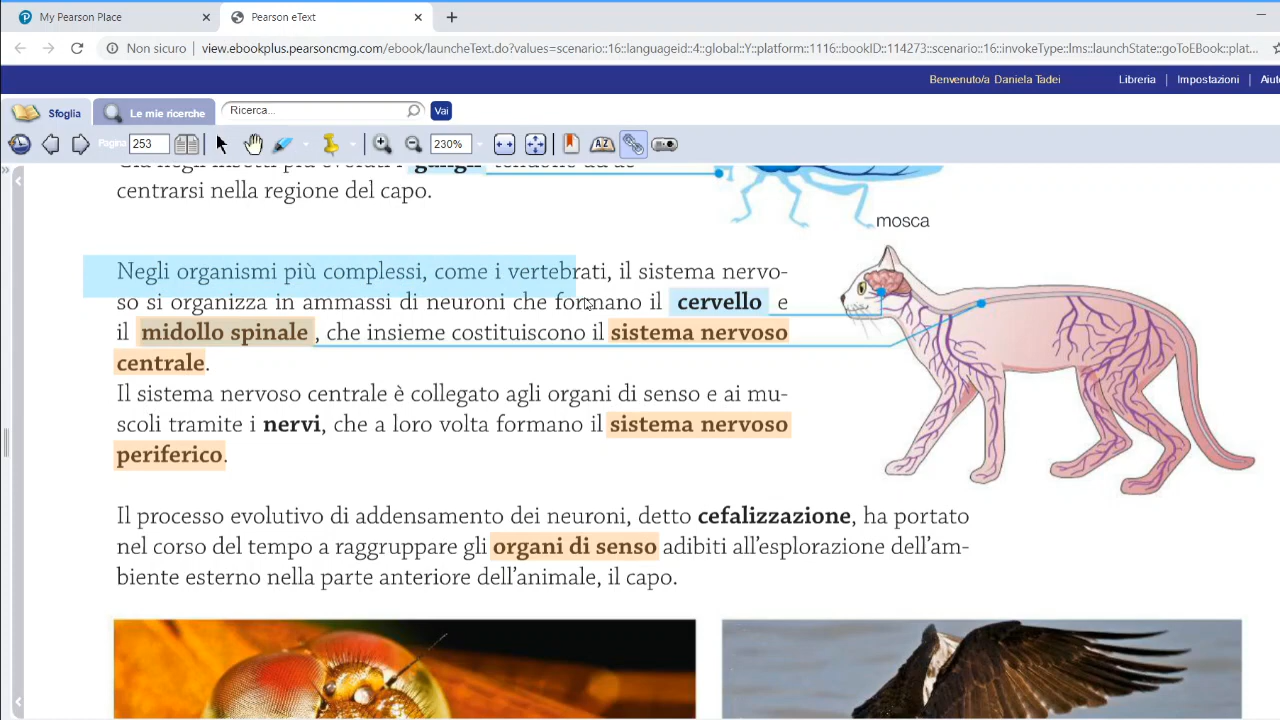 My Pearson Place
Pearson eText
Non sicuro
view.ebookplus.pearsoncmg.com/ebook/launcheText.do?values=scenario::16::languageid::4::global::Y::platform::1116::bookID::114273::scenario::16::invokeType::lms::launchState::goToEBook::plat...
Benvenuto/a Daniela Tadei
Libreria | Impostazioni | Aiut
Sfoglia
Le mie ricerche
Ricerca...
Vai
Pagina 253
230%
AZ
gangli
centrarsi nella regione del capo.
mosca
Negli organismi più complessi, come i vertebrati, il sistema nervo-
so si organizza in ammassi di neuroni che formano il cervello e
il midollo spinale, che insieme costituiscono il sistema nervoso
centrale.
Il sistema nervoso centrale è collegato agli organi di senso e ai mu-
scoli tramite i nervi, che a loro volta formano il sistema nervoso
periferico.
Il processo evolutivo di addensamento dei neuroni, detto cefalizzazione, ha portato
nel corso del tempo a raggruppare gli organi di senso adibiti all'esplorazione dell'am-
biente esterno nella parte anteriore dell'animale, il capo.